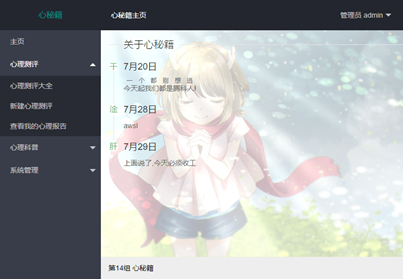 心秘籍
心秘籍主页
管理员 admin
主页
心理测评
心理测评大全
新建心理测评
查看我的心理报告
心理科普
系统管理
关于心秘籍
干
7月20日
一个都别想逃
今天起我们都是搬砖人!
淦
7月28日
awsl
肝
7月29日
上面说了,今天必须收工
第14组 心秘籍